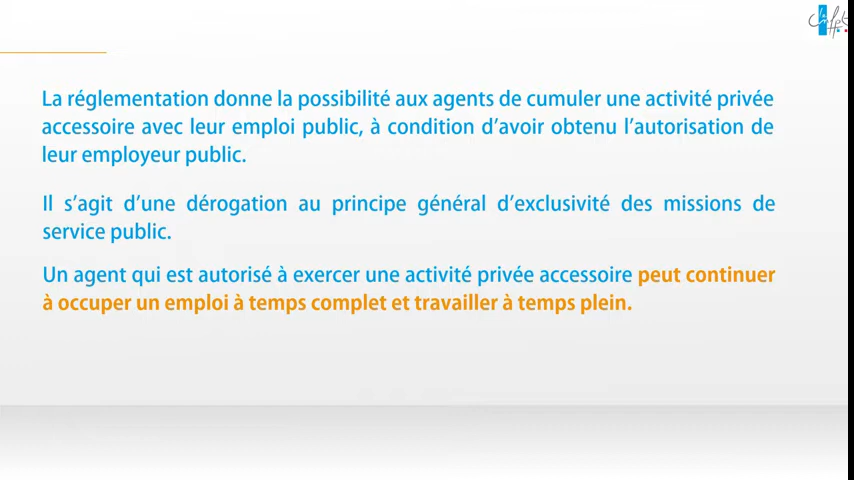 La réglementation donne la possibilité aux agents de cumuler une activité privée
accessoire avec leur emploi public, à condition d'avoir obtenu l'autorisation de
leur employeur public.
Il s'agit d'une dérogation au principe général d'exclusivité des missions de
service public.
Un agent qui est autorisé à exercer une activité privée accessoire peut continuer
à occuper un emploi à temps complet et travailler à temps plein.